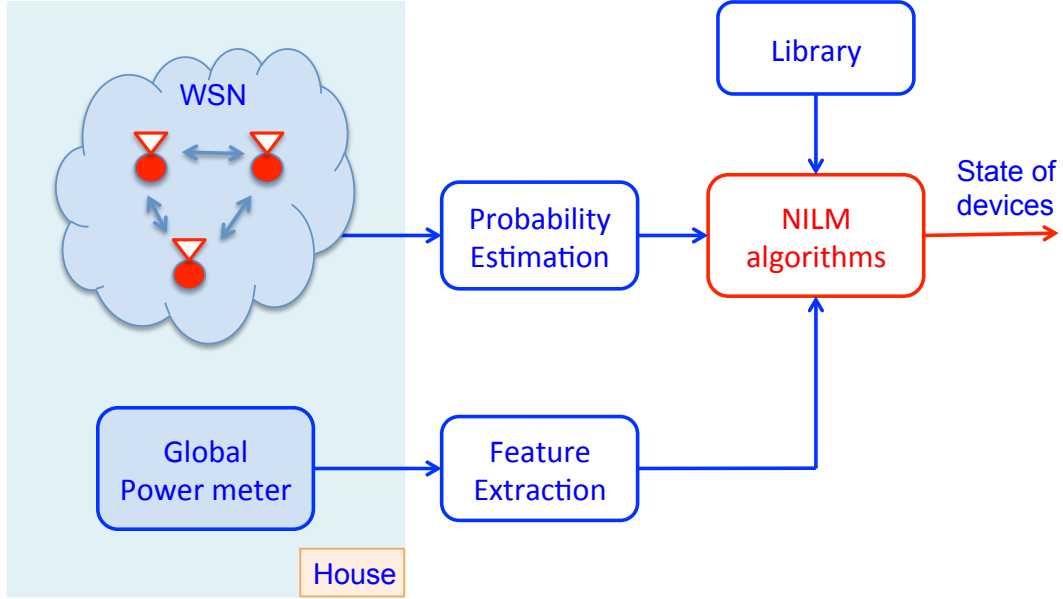 WSN
Library
Probability
Estimation
NILM
algorithms
State of
devices
Global
Power meter
Feature
Extraction
House